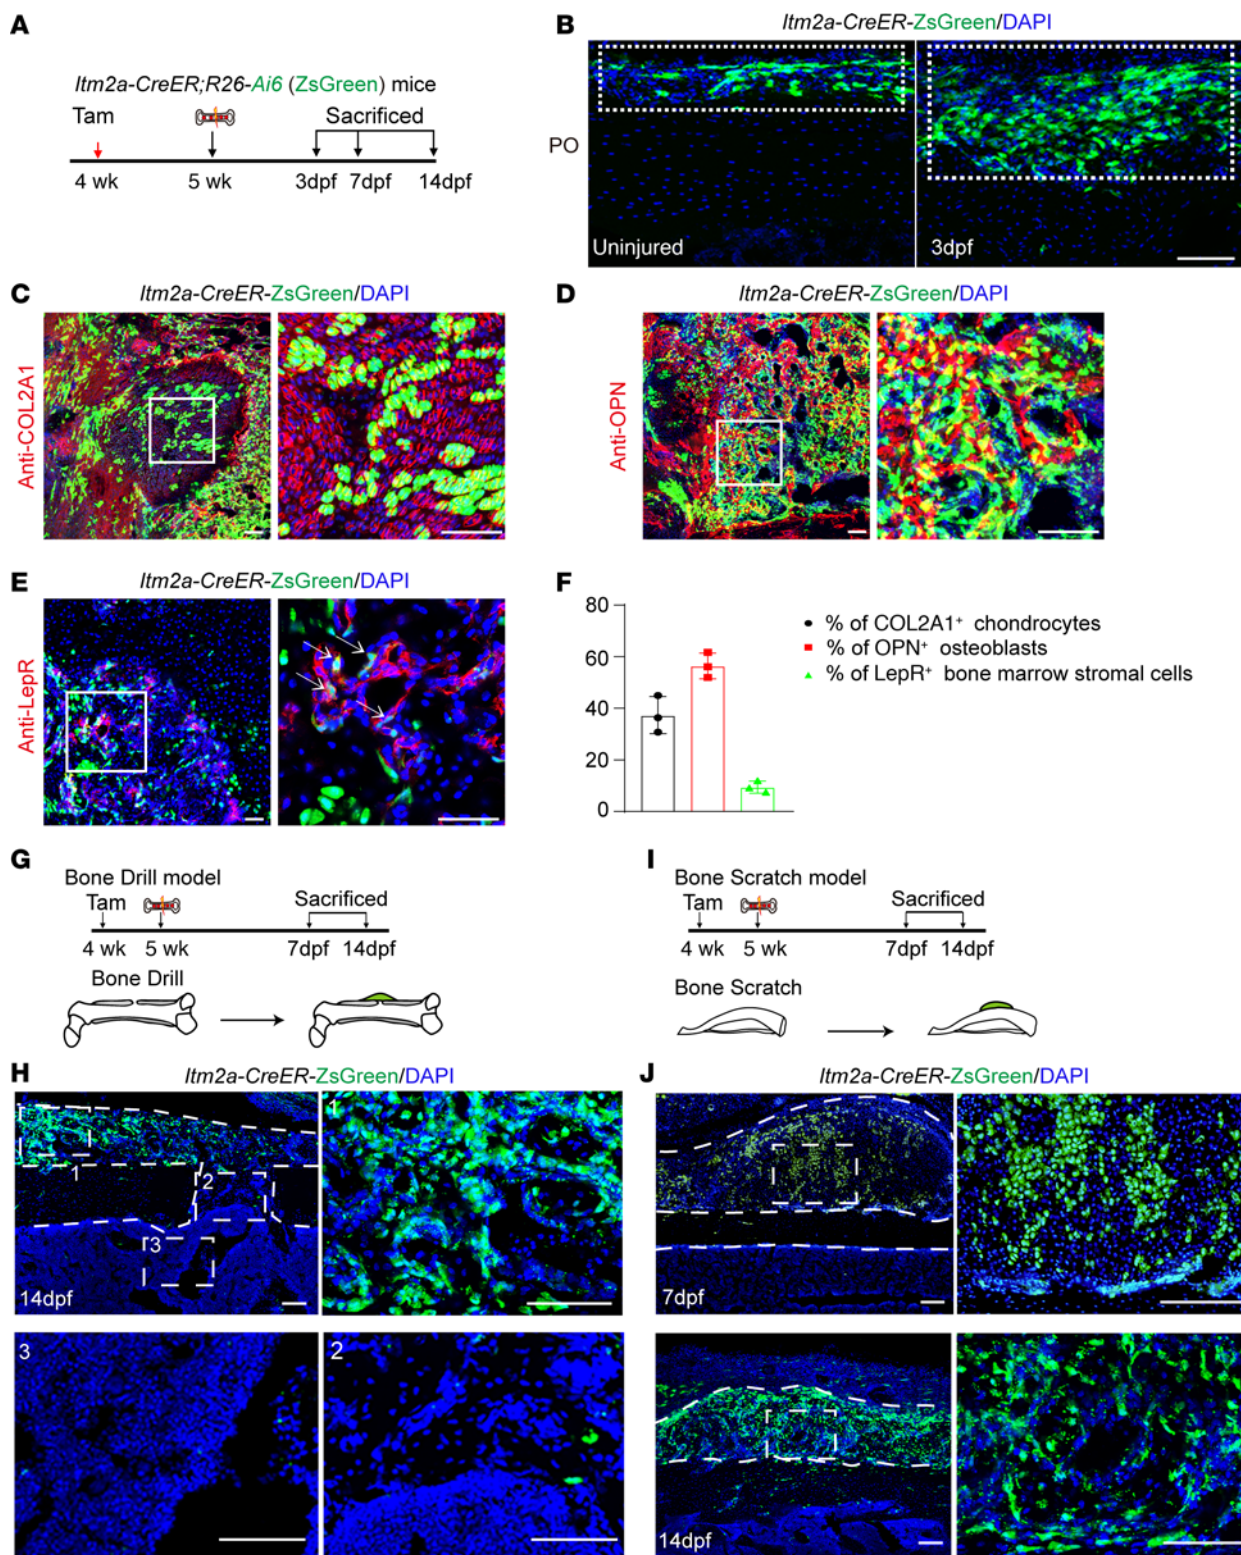 A
Itm2a-CreER;R26-Ai6 (ZsGreen) mice
Tam
Sacrificed
4 wk
5 wk
3dpf
7dpf
14dpf
B
Itm2a-CreER-ZsGreen/DAPI
PO
Uninjured
3dpf
C
Itm2a-CreER-ZsGreen/DAPI
Anti-COL2A1
D
Itm2a-CreER-ZsGreen/DAPI
Anti-OPN
E
Itm2a-CreER-ZsGreen/DAPI
Anti-LepR
F
80
60
40
20
0
% of COL2A1⁺ chondrocytes
% of OPN⁺ osteoblasts
% of LepR⁺ bone marrow stromal cells
G
Bone Drill model
Tam
Sacrificed
4 wk
5 wk
7dpf
14dpf
Bone Drill
I
Bone Scratch model
Tam
Sacrificed
4 wk
5 wk
7dpf
14dpf
Bone Scratch
H
Itm2a-CreER-ZsGreen/DAPI
1
2
3
14dpf
1
3
2
J
Itm2a-CreER-ZsGreen/DAPI
7dpf
14dpf